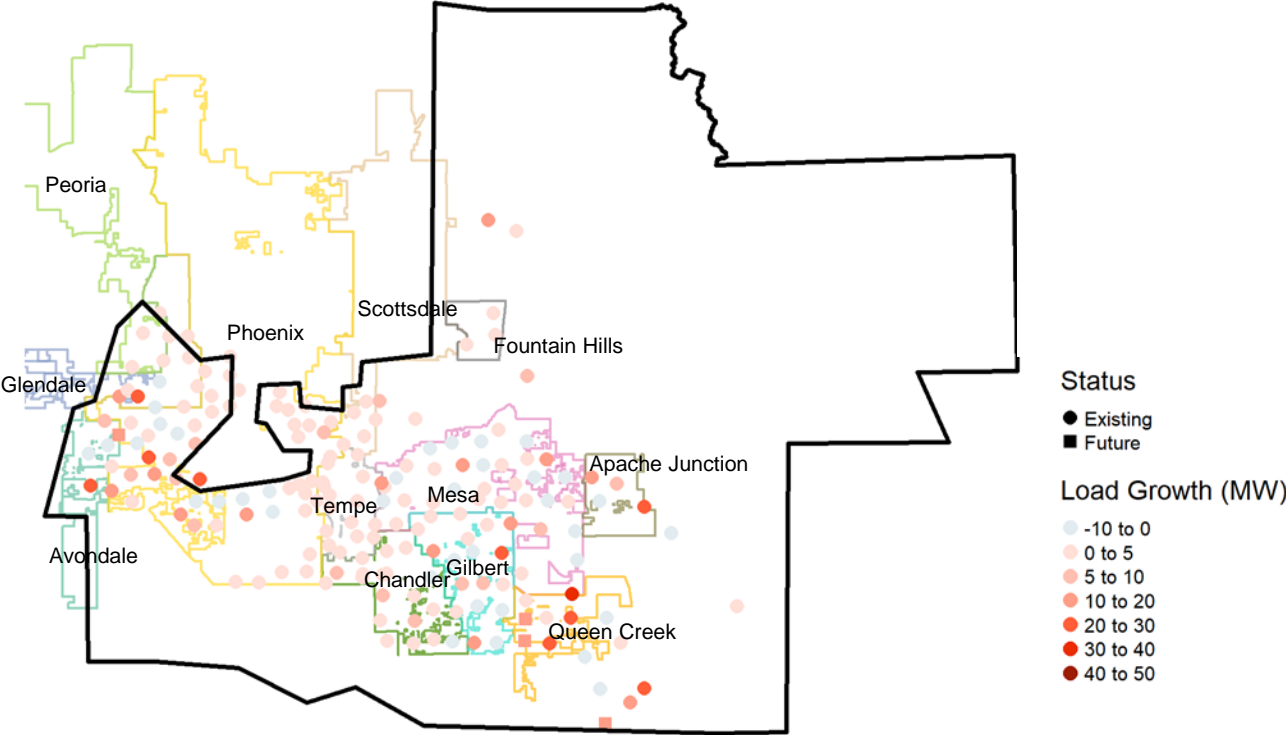 Peoria
Scottsdale
Phoenix
Fountain Hills
Glendale
Apache Junction
Mesa
Tempe
Avondale
Gilbert
Chandler
Queen Creek
Status
Existing
Future
Load Growth (MW)
-10 to 0
0 to 5
5 to 10
10 to 20
20 to 30
30 to 40
40 to 50